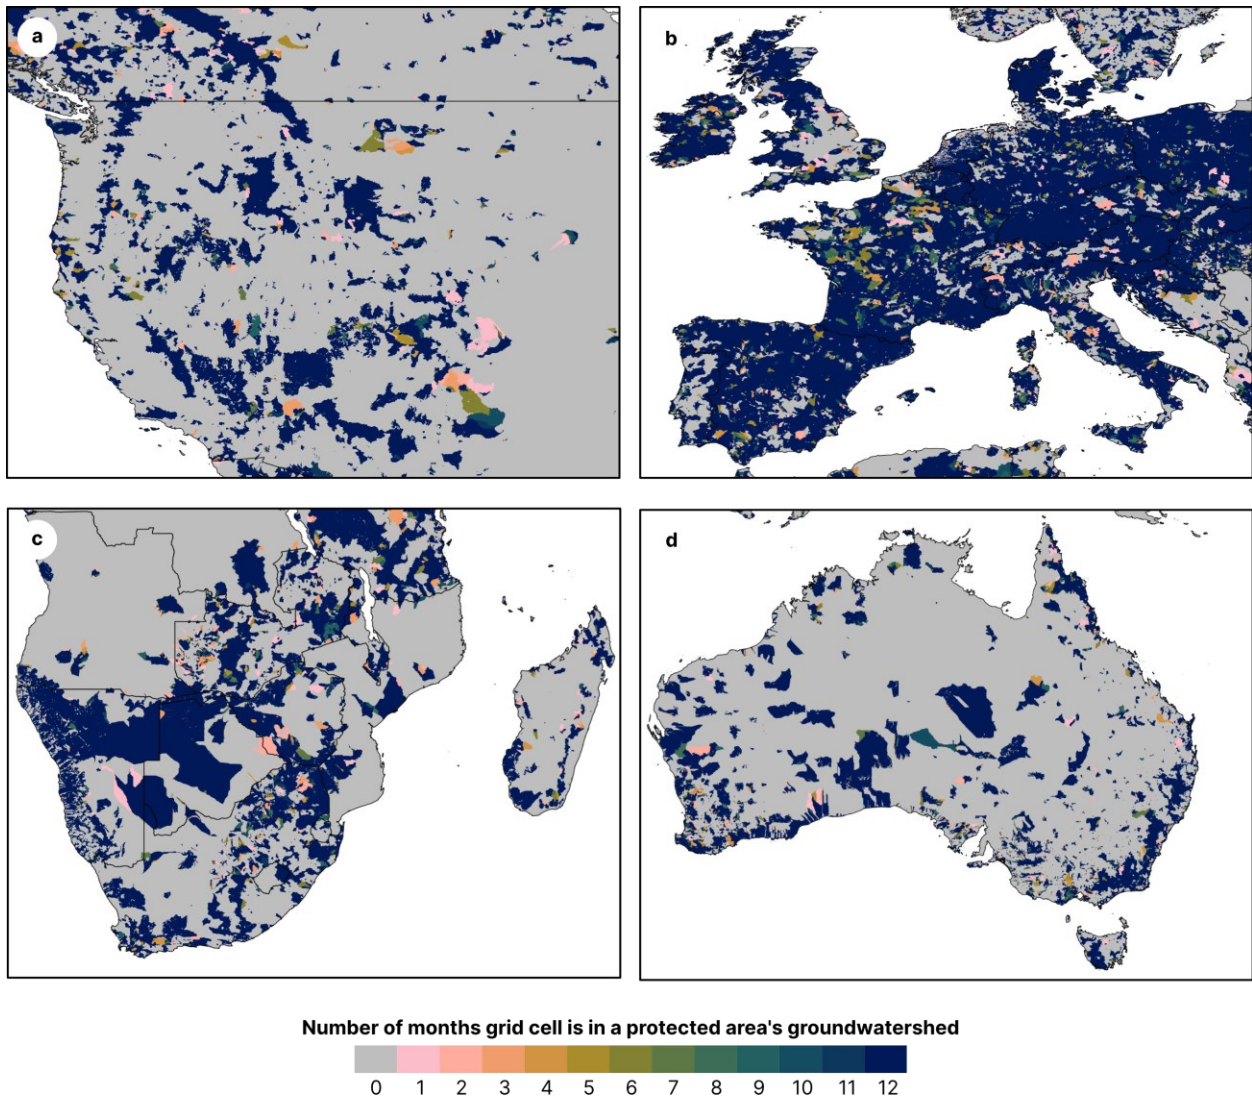 a
b
c
d
Number of months grid cell is in a protected area's groundwatershed
0 1 2 3 4 5 6 7 8 9 10 11 12